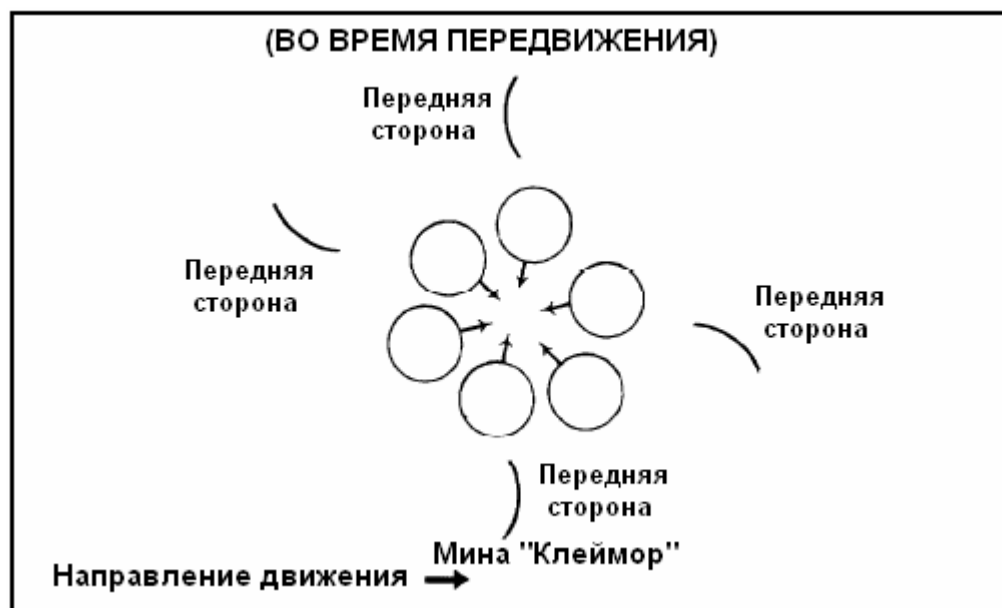 (ВО ВРЕМЯ ПЕРЕДВИЖЕНИЯ)
Передняя
сторона
Передняя
сторона
Передняя
сторона
Передняя
сторона
Мина "Клеймор"
Направление движения